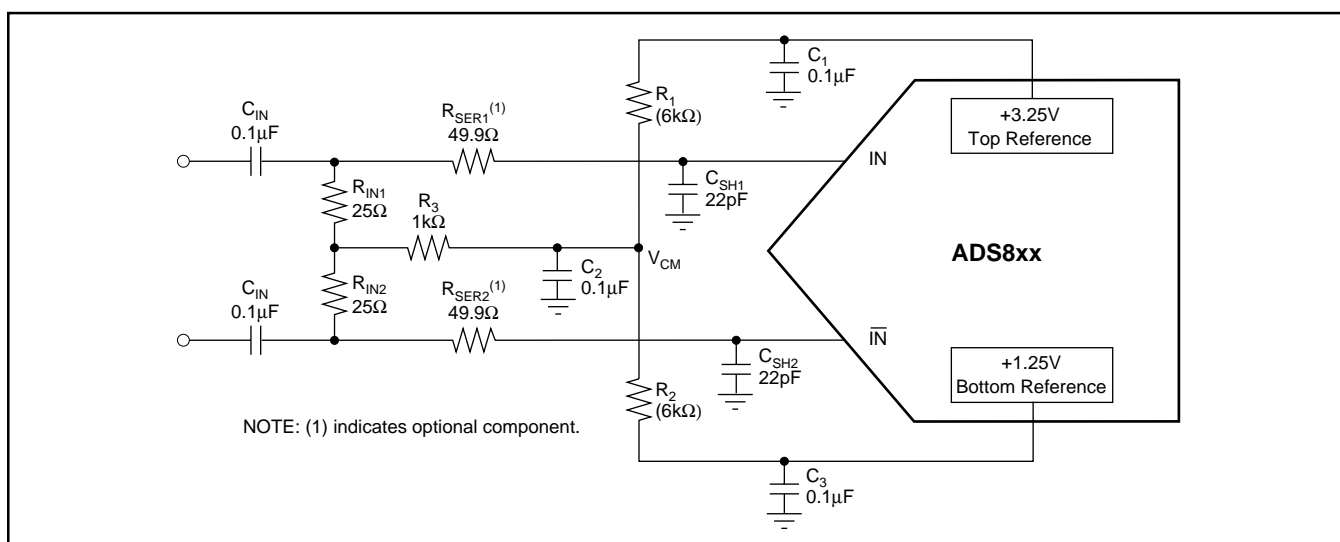 C1
0.1µF
R1
(6kΩ)
+3.25V
Top Reference
CIN
0.1µF
RSER1(1)
49.9Ω
IN
RIN1
25Ω
CSH1
22pF
R3
1kΩ
VCM
ADS8xx
C2
0.1µF
CIN
0.1µF
RIN2
25Ω
RSER2(1)
49.9Ω
IN
CSH2
22pF
+1.25V
Bottom Reference
R2
(6kΩ)
NOTE: (1) indicates optional component.
C3
0.1µF